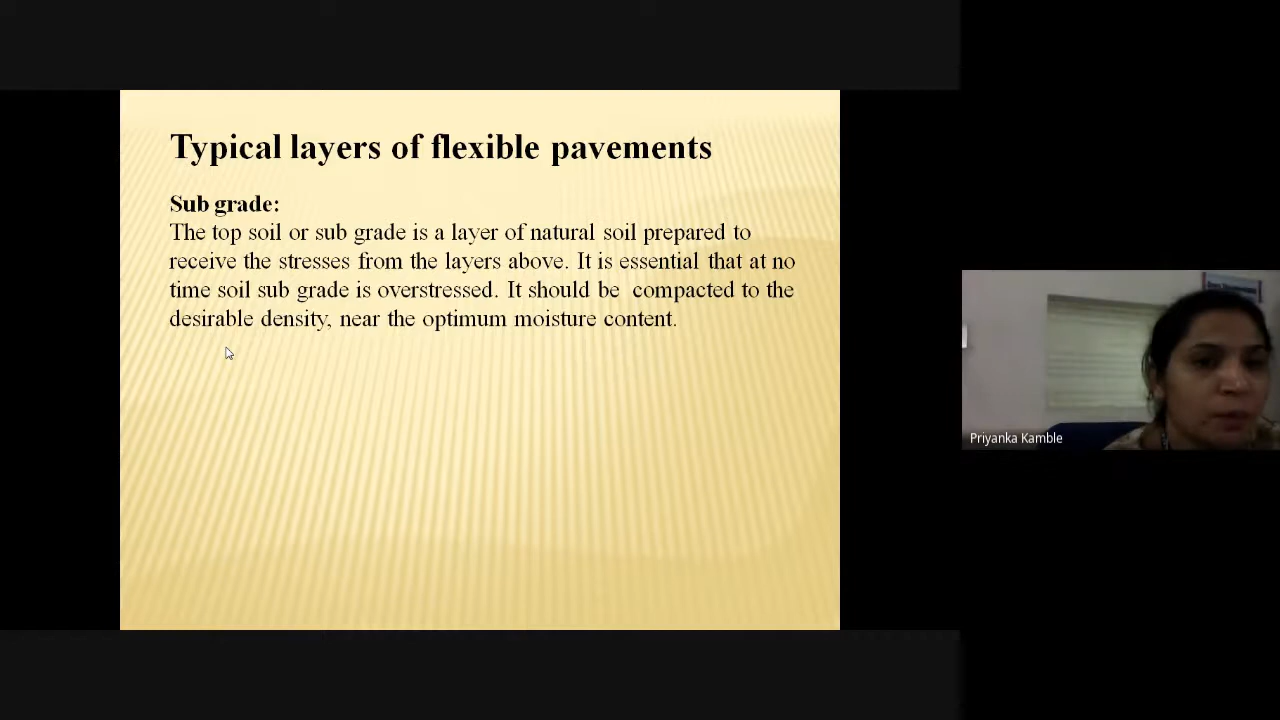 Typical layers of flexible pavements
Sub grade:
The top soil or sub grade is a layer of natural soil prepared to
receive the stresses from the layers above. It is essential that at no
time soil sub grade is overstressed. It should be  compacted to the
desirable density, near the optimum moisture content.
Priyanka Kamble